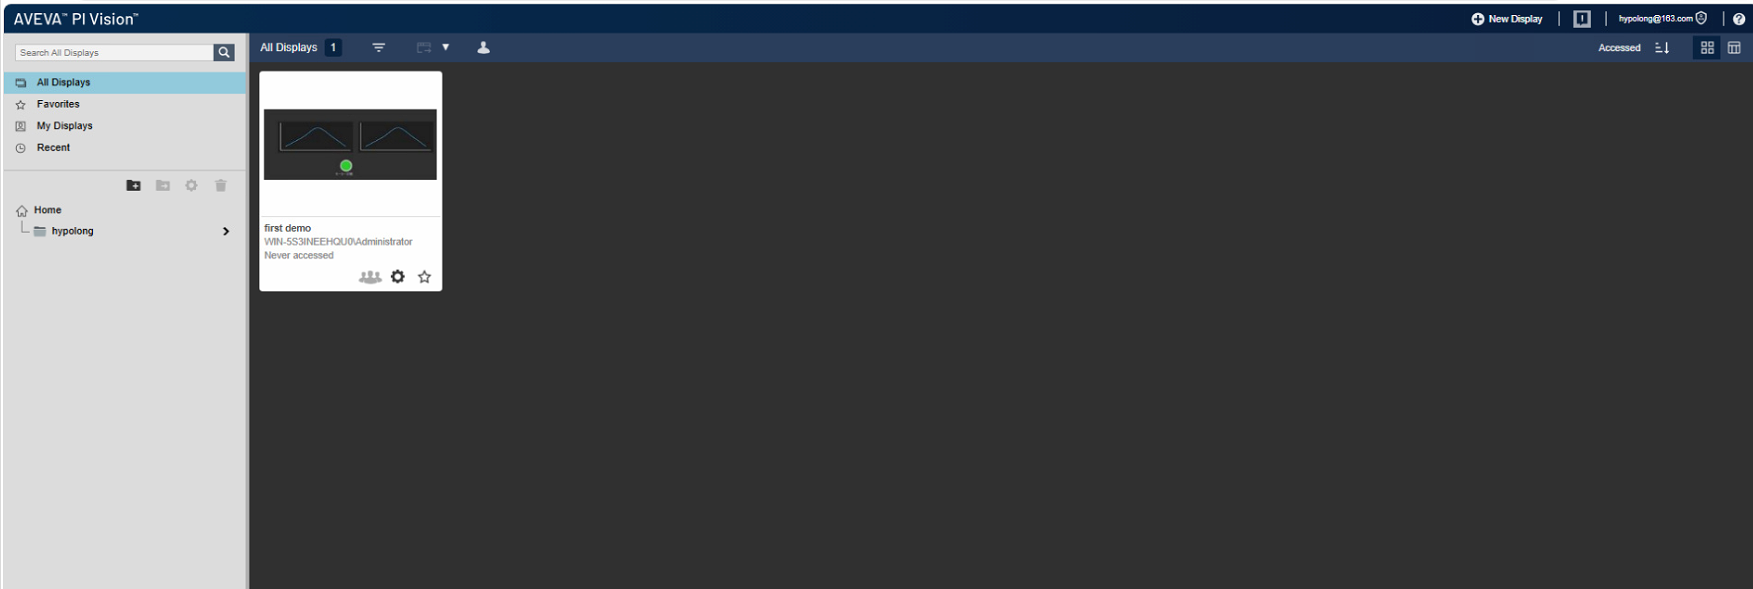 AVEVA™ PI Vision™
New Display
hypolong@163.com
?
Search All Displays
All Displays
Favorites
My Displays
Recent
Home
hypolong
All Displays 1
Accessed
first demo
WIN-5S3INEEHQU0\Administrator
Never accessed